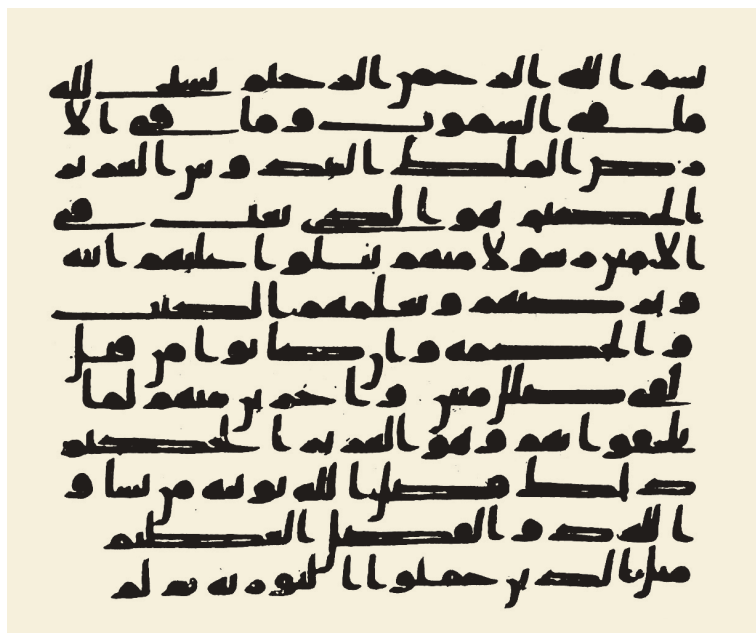 بسم الله الرحمن الرحيم يسبح لله
ما في السموت وما في الا
رض الملك القدوس العزيز
الحكيم هو الذي بعث في
الامين رسولا منهم يتلوا عليهم ايته
ويزكيهم ويعلمهم الكتب
والحكمه وان كانوا من قبل
لفي ضلل مبين واخرين منهم لما
يلحقوا بهم وهو العزيز الحكيم
ذلك فضل الله يوتيه من يشا و
الله ذو الفضل العظيم
مثل الذين حملوا التوريه ثم لم